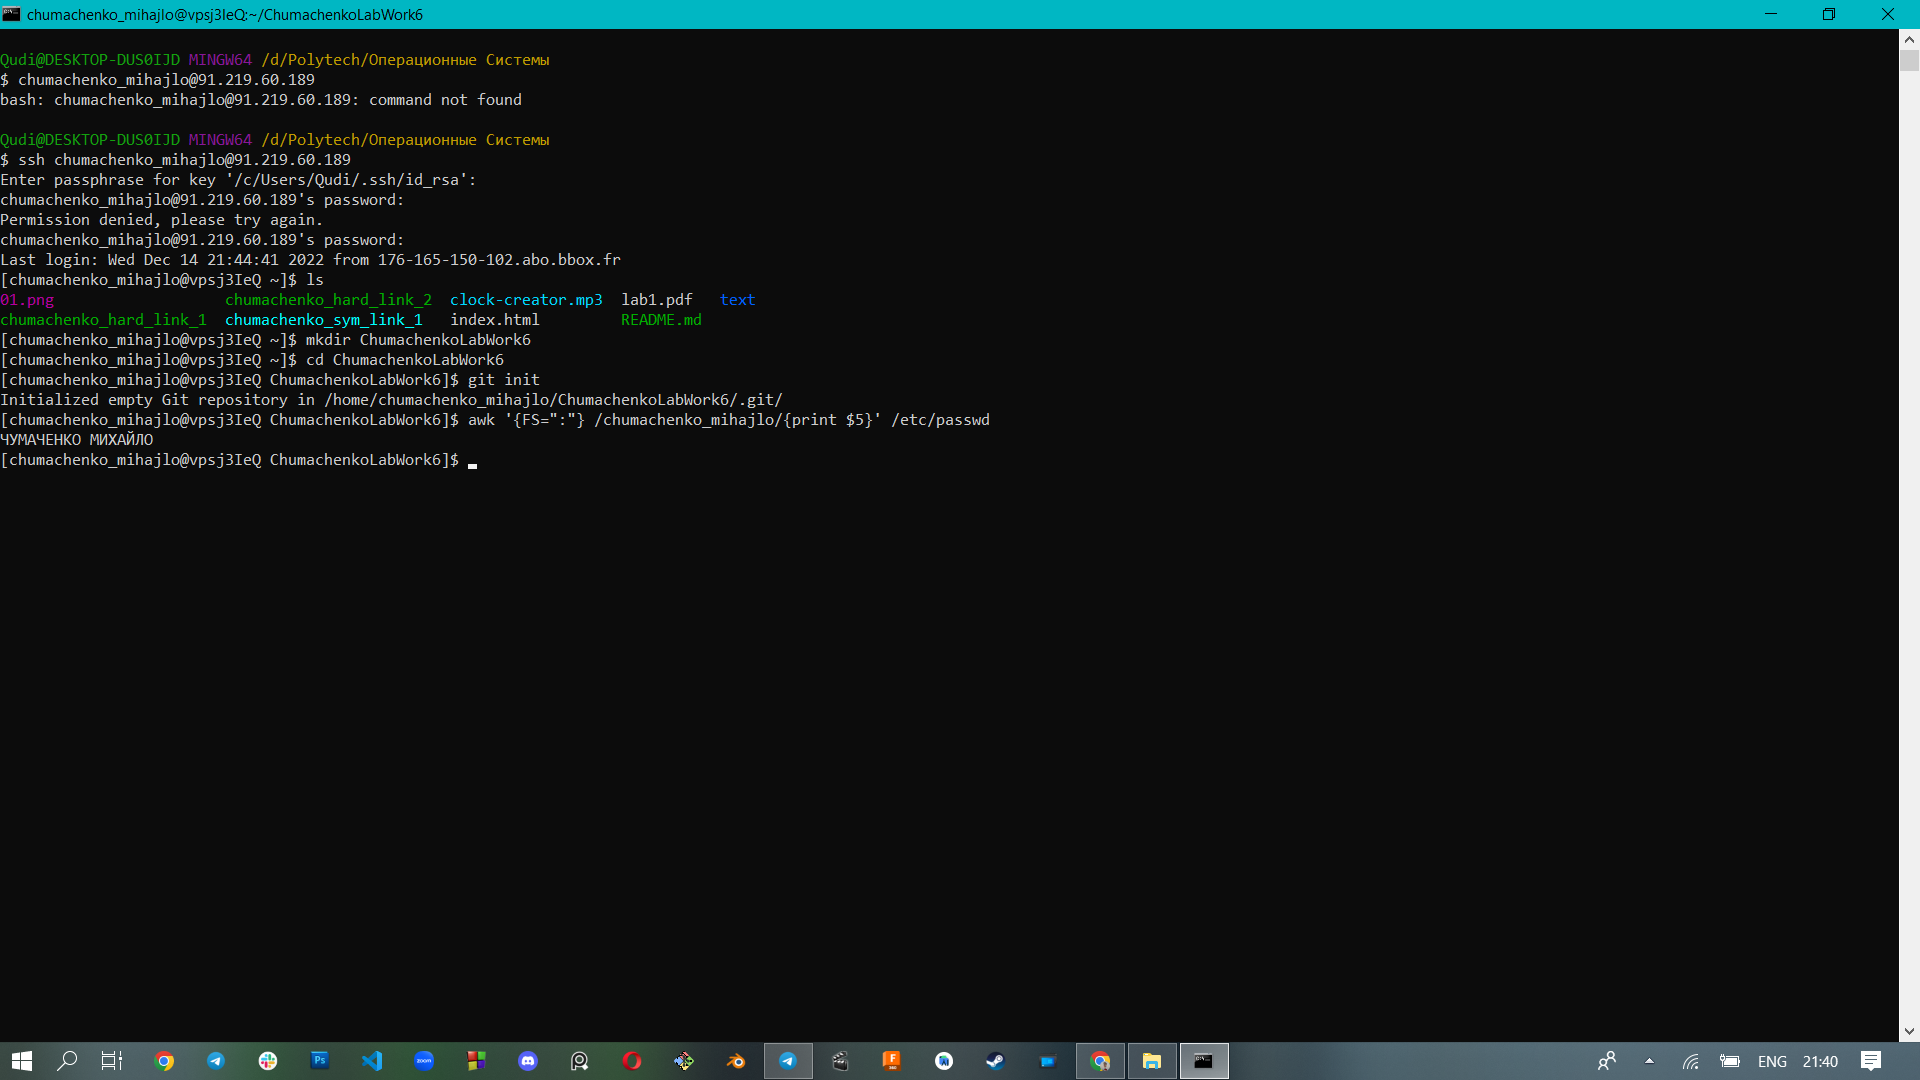 chumachenko_mihajlo@vpsj3IeQ:~/ChumachenkoLabWork6
Qudi@DESKTOP-DUS0IJD MINGW64 /d/Polytech/Операционные Системы
$ chumachenko_mihajlo@91.219.60.189
bash: chumachenko_mihajlo@91.219.60.189: command not found
Qudi@DESKTOP-DUS0IJD MINGW64 /d/Polytech/Операционные Системы
$ ssh chumachenko_mihajlo@91.219.60.189
Enter passphrase for key '/c/Users/Qudi/.ssh/id_rsa':
chumachenko_mihajlo@91.219.60.189's password:
Permission denied, please try again.
chumachenko_mihajlo@91.219.60.189's password:
Last login: Wed Dec 14 21:44:41 2022 from 176-165-150-102.abo.bbox.fr
[chumachenko_mihajlo@vpsj3IeQ ~]$ ls
01.png chumachenko_hard_link_2 clock-creator.mp3 lab1.pdf text
chumachenko_hard_link_1 chumachenko_sym_link_1 index.html README.md
[chumachenko_mihajlo@vpsj3IeQ ~]$ mkdir ChumachenkoLabWork6
[chumachenko_mihajlo@vpsj3IeQ ~]$ cd ChumachenkoLabWork6
[chumachenko_mihajlo@vpsj3IeQ ChumachenkoLabWork6]$ git init
Initialized empty Git repository in /home/chumachenko_mihajlo/ChumachenkoLabWork6/.git/
[chumachenko_mihajlo@vpsj3IeQ ChumachenkoLabWork6]$ awk '{FS=":"} /chumachenko_mihajlo/{print $5}' /etc/passwd
ЧУМАЧЕНКО МИХАЙЛО
[chumachenko_mihajlo@vpsj3IeQ ChumachenkoLabWork6]$
Ps
zoom
F
ENG
21:40